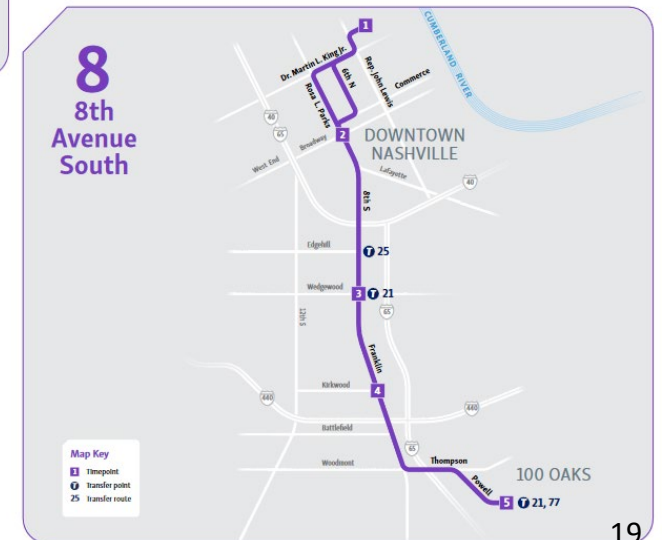 8
8th
Avenue
South
1
Dr. Martin L. King Jr.
6th N
Rep. John Lewis
Commerce
Rosa L. Parks
CUMBERLAND RIVER
40
65
2
DOWNTOWN
NASHVILLE
Broadway
West End
Lafayette
40
8th S
Edgehill
T 25
Wedgewood
3 T 21
12th S
65
Franklin
Kirkwood
4
440
440
Battlefield
65
Woodmont
Thompson
100 OAKS
Powell
5 T 21, 77
Map Key
1 Timepoint
T Transfer point
25 Transfer route
19